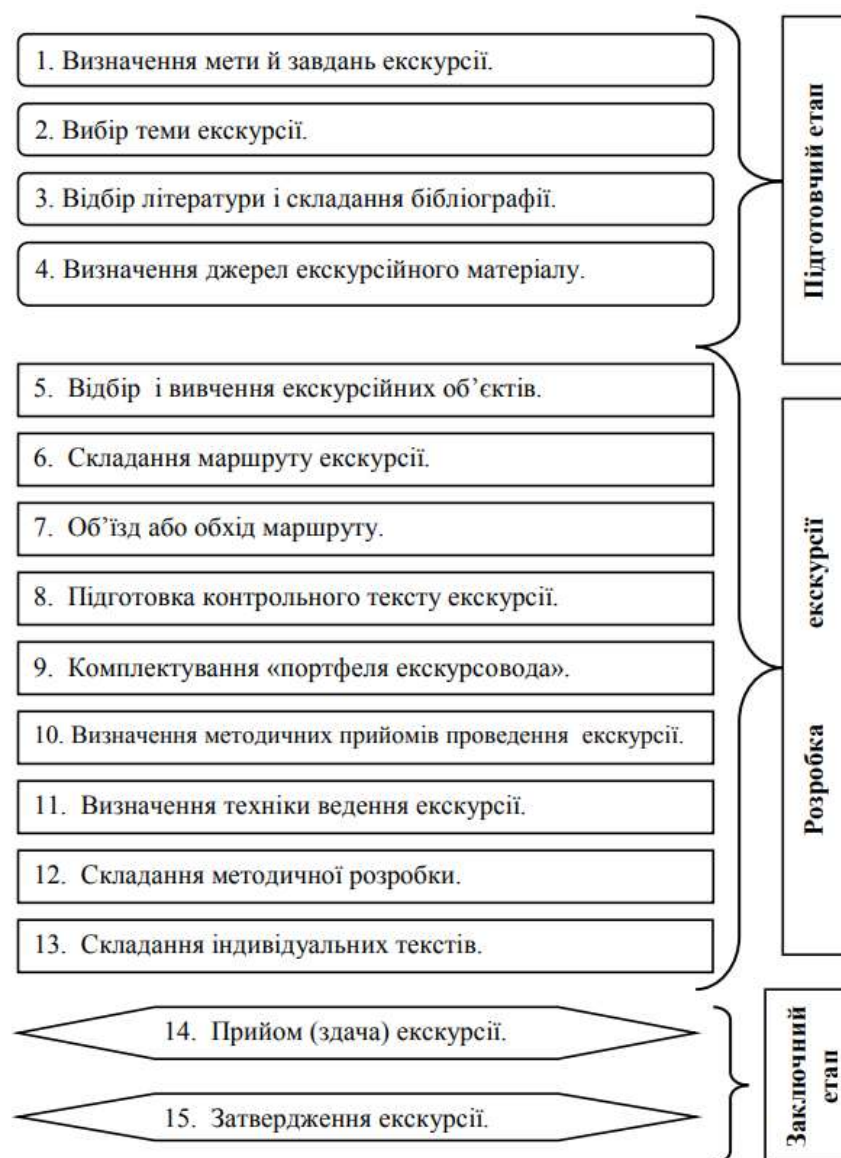 1. Визначення мети й завдань екскурсії.
2. Вибір теми екскурсії.
3. Відбір літератури і складання бібліографії.
4. Визначення джерел екскурсійного матеріалу.
Підготовчий етап
5. Відбір і вивчення екскурсійних об’єктів.
6. Складання маршруту екскурсії.
7. Об’їзд або обхід маршруту.
8. Підготовка контрольного тексту екскурсії.
9. Комплектування «портфеля екскурсовода».
10. Визначення методичних прийомів проведення екскурсії.
11. Визначення техніки ведення екскурсії.
12. Складання методичної розробки.
13. Складання індивідуальних текстів.
Розробка екскурсії
14. Прийом (здача) екскурсії.
15. Затвердження екскурсії.
Заключний
етап